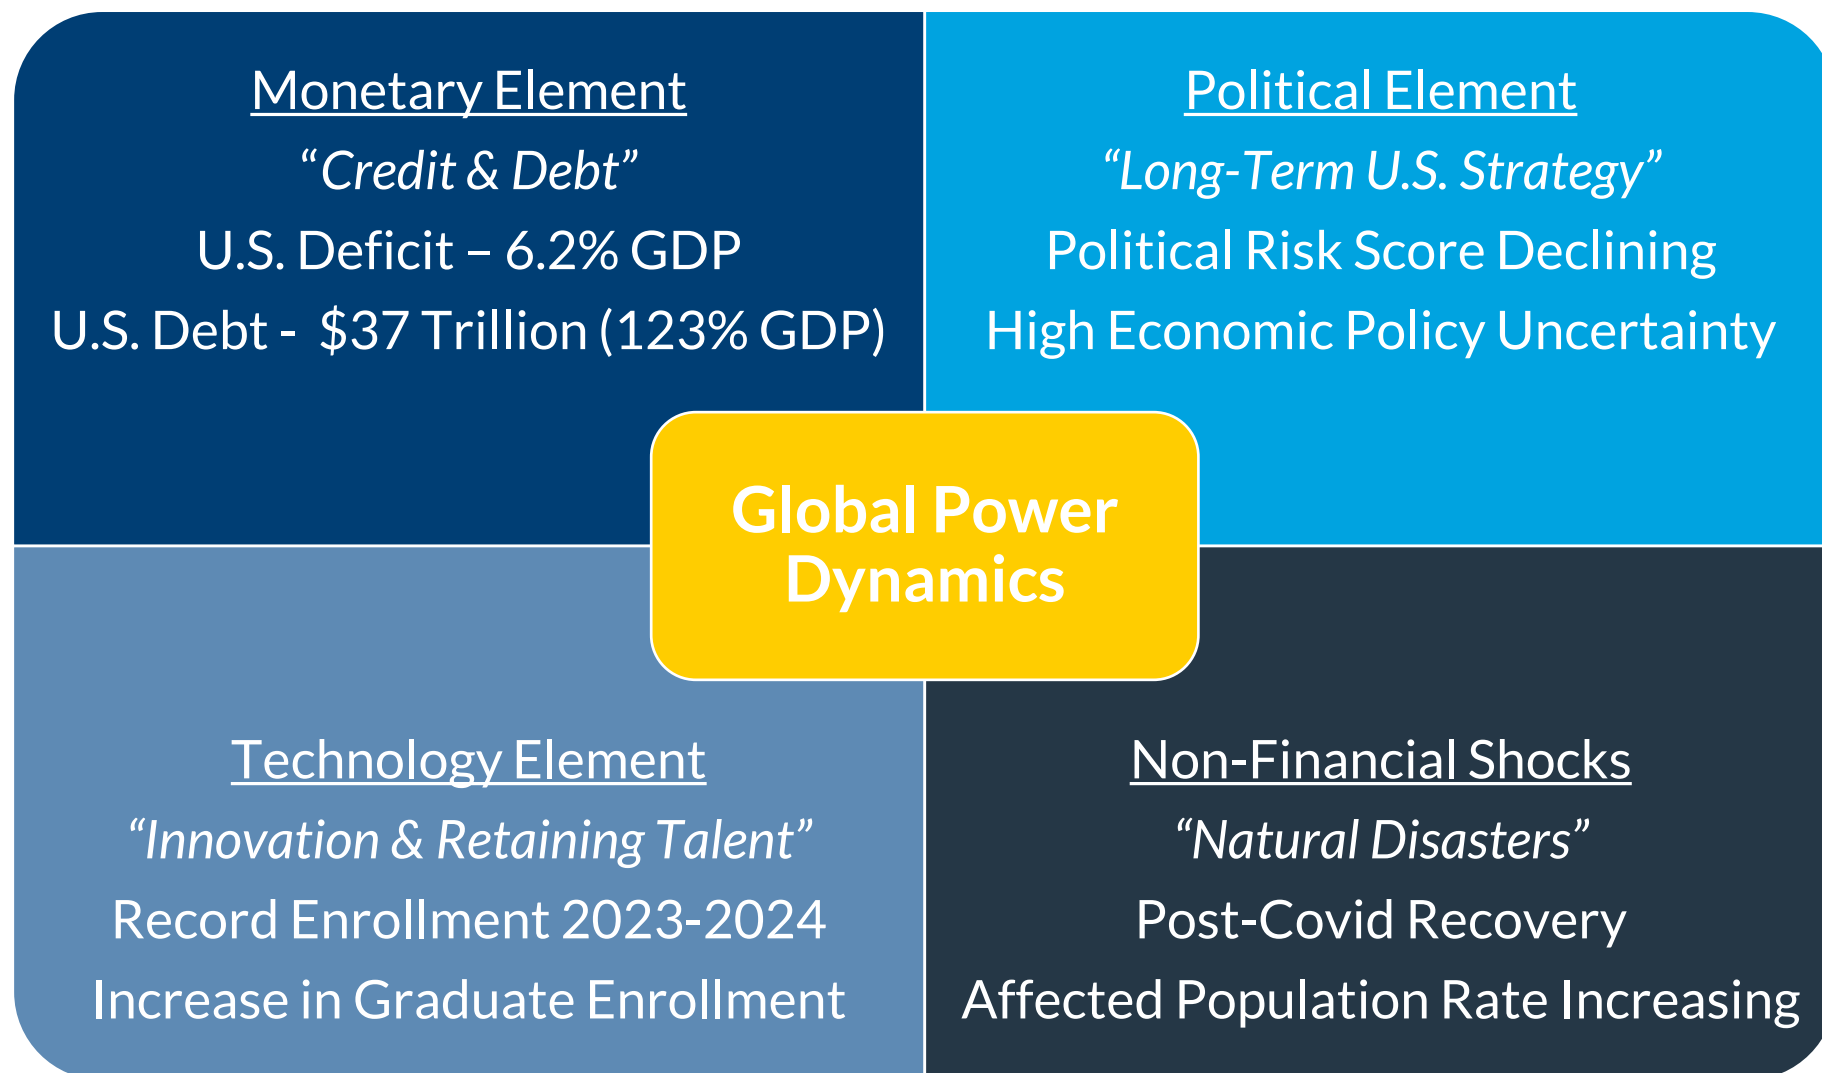 Monetary Element
“Credit & Debt”
U.S. Deficit – 6.2% GDP
U.S. Debt -  $37 Trillion (123% GDP)
Political Element
“Long-Term U.S. Strategy”
Political Risk Score Declining
High Economic Policy Uncertainty
Global Power
Dynamics
Technology Element
“Innovation & Retaining Talent”
Record Enrollment 2023-2024
Increase in Graduate Enrollment
Non-Financial Shocks
“Natural Disasters”
Post-Covid Recovery
Affected Population Rate Increasing